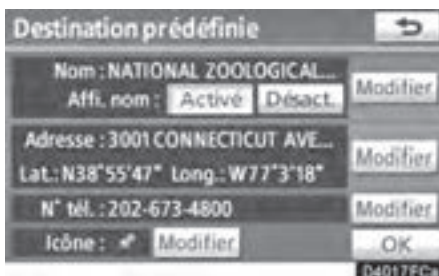 Destination prédéfinie
Nom : NATIONAL ZOOLOGICAL...
Affi. nom : Activé Désact. Modifier
Adresse : 3001 CONNECTICUT AVE...
Lat.: N38°55'47" Long.: W77°3'18" Modifier
N° tél. : 202-673-4800 Modifier
Icône : Modifier OK
D4017FC